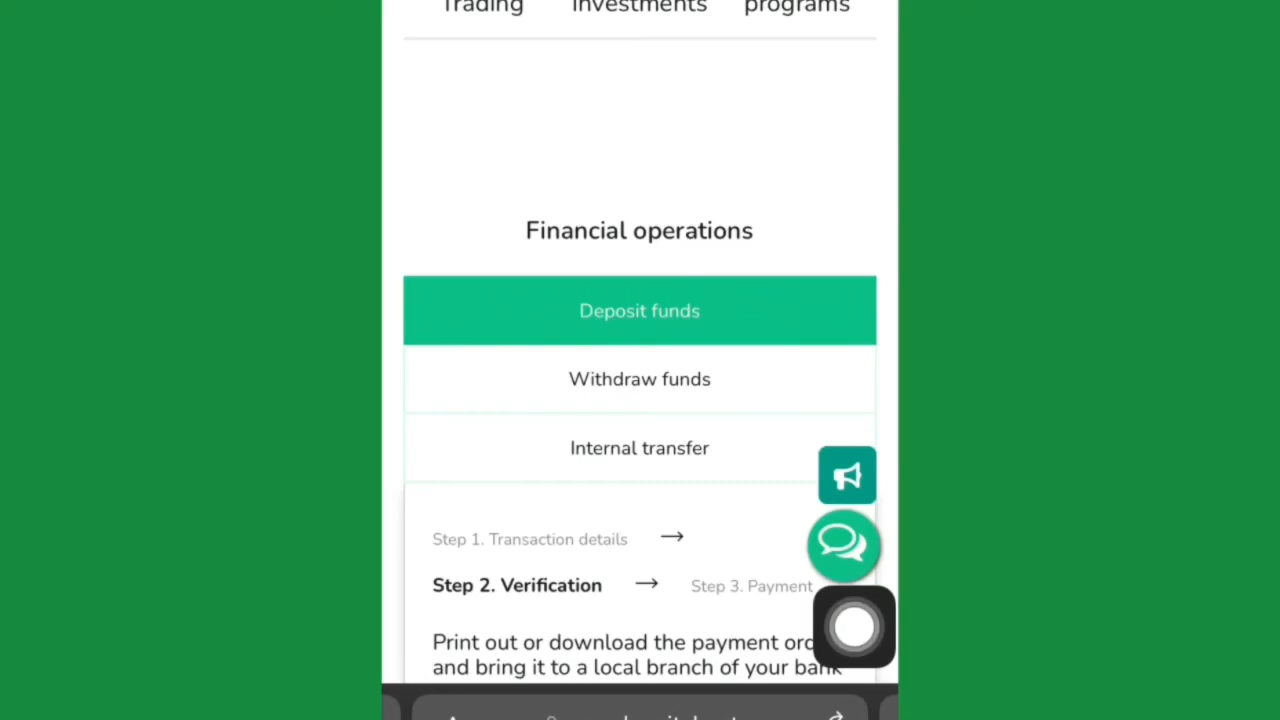 Trading investments programs
Financial operations
Deposit funds
Withdraw funds
Internal transfer
Step 1. Transaction details →
Step 2. Verification → Step 3. Payment
Print out or download the payment
and bring it to a local branch of your bank